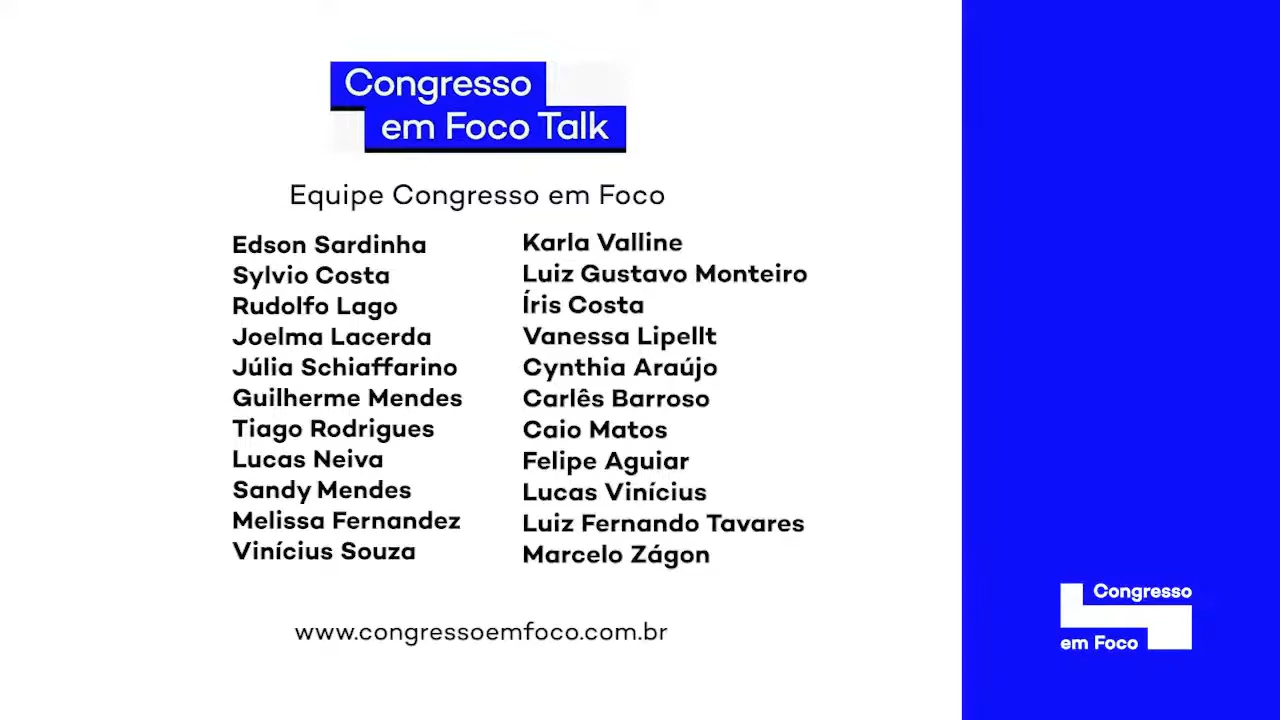 Congresso
em Foco Talk
Equipe Congresso em Foco
Edson Sardinha
Sylvio Costa
Rudolfo Lago
Joelma Lacerda
Júlia Schiaffarino
Guilherme Mendes
Tiago Rodrigues
Lucas Neiva
Sandy Mendes
Melissa Fernandez
Vinícius Souza
Karla Valline
Luiz Gustavo Monteiro
Íris Costa
Vanessa Lipellt
Cynthia Araújo
Carlês Barroso
Caio Matos
Felipe Aguiar
Lucas Vinícius
Luiz Fernando Tavares
Marcelo Zágon
www.congressoemfoco.com.br
Congresso
em Foco